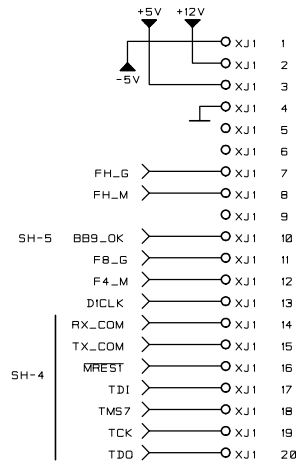 +5V +12V
XJ1 1
XJ1 2
-5V
XJ1 3
XJ1 4
XJ1 5
XJ1 6
FH_G XJ1 7
FH_M XJ1 8
XJ1 9
SH-5 BB9_OK XJ1 10
F8_G XJ1 11
F4_M XJ1 12
D1CLK XJ1 13
RX_COM XJ1 14
TX_COM XJ1 15
MREST XJ1 16
SH-4
TDI XJ1 17
TMS7 XJ1 18
TCK XJ1 19
TDO XJ1 20